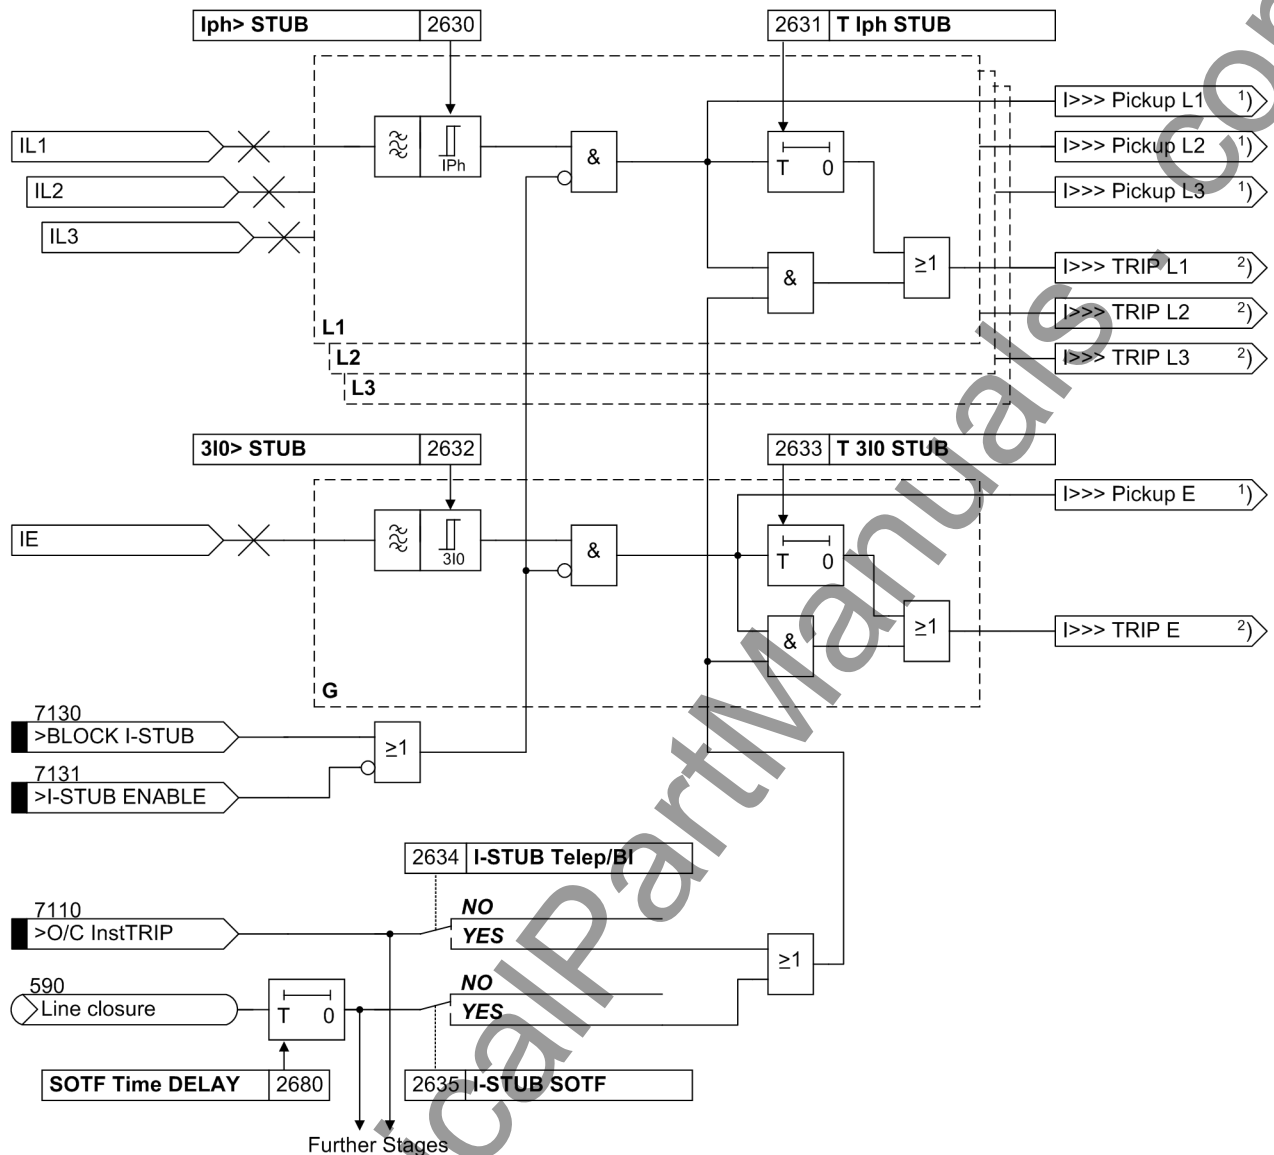 Iph> STUB 2630
2631 T Iph STUB
I>>> Pickup L1 1)
IL1
IPh
&
T 0
I>>> Pickup L2 1)
IL2
I>>> Pickup L3 1)
IL3
&
≥1
I>>> TRIP L1 2)
I>>> TRIP L2 2)
L1
L2
I>>> TRIP L3 2)
L3
3I0> STUB 2632
2633 T 3I0 STUB
I>>> Pickup E 1)
IE
3I0
&
T 0
&
≥1
I>>> TRIP E 2)
G
7130
>BLOCK I-STUB
≥1
7131
>I-STUB ENABLE
2634 I-STUB Telep/BI
7110
>O/C InstTRIP
NO
YES
≥1
590
Line closure
T 0
NO
YES
SOTF Time DELAY 2680
2635 I-STUB SOTF
Further Stages
icalPartManuals . com